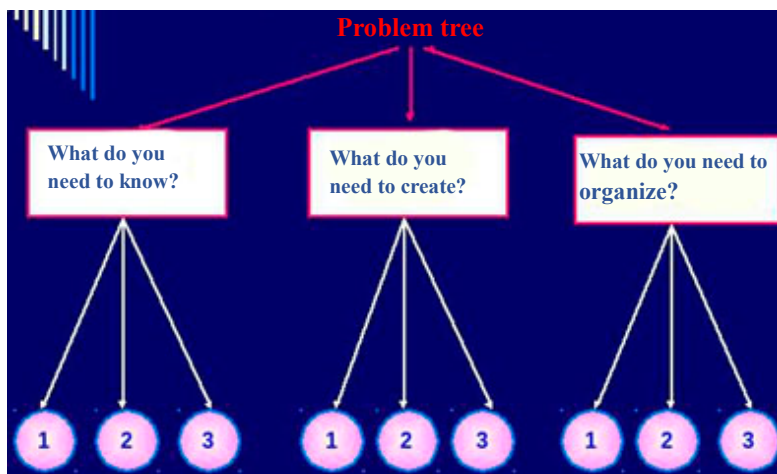 Problem tree
What do you
need to know?
What do you
need to create?
What do you need to
organize?
1 2 3 1 2 3 1 2 3